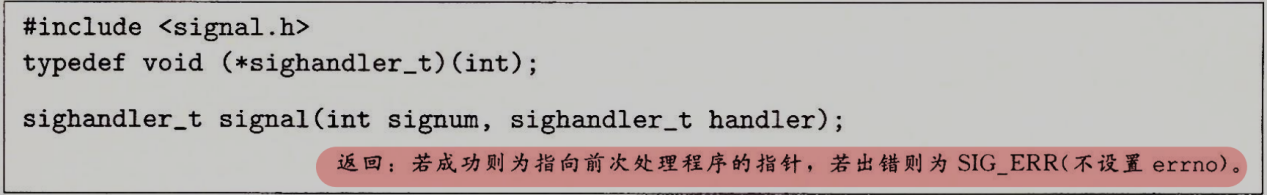 #include <signal.h>
typedef void (*sighandler_t)(int);
sighandler_t signal(int signum, sighandler_t handler);
返回：若成功则为指向前次处理程序的指针，若出错则为 SIG_ERR(不设置 errno)。